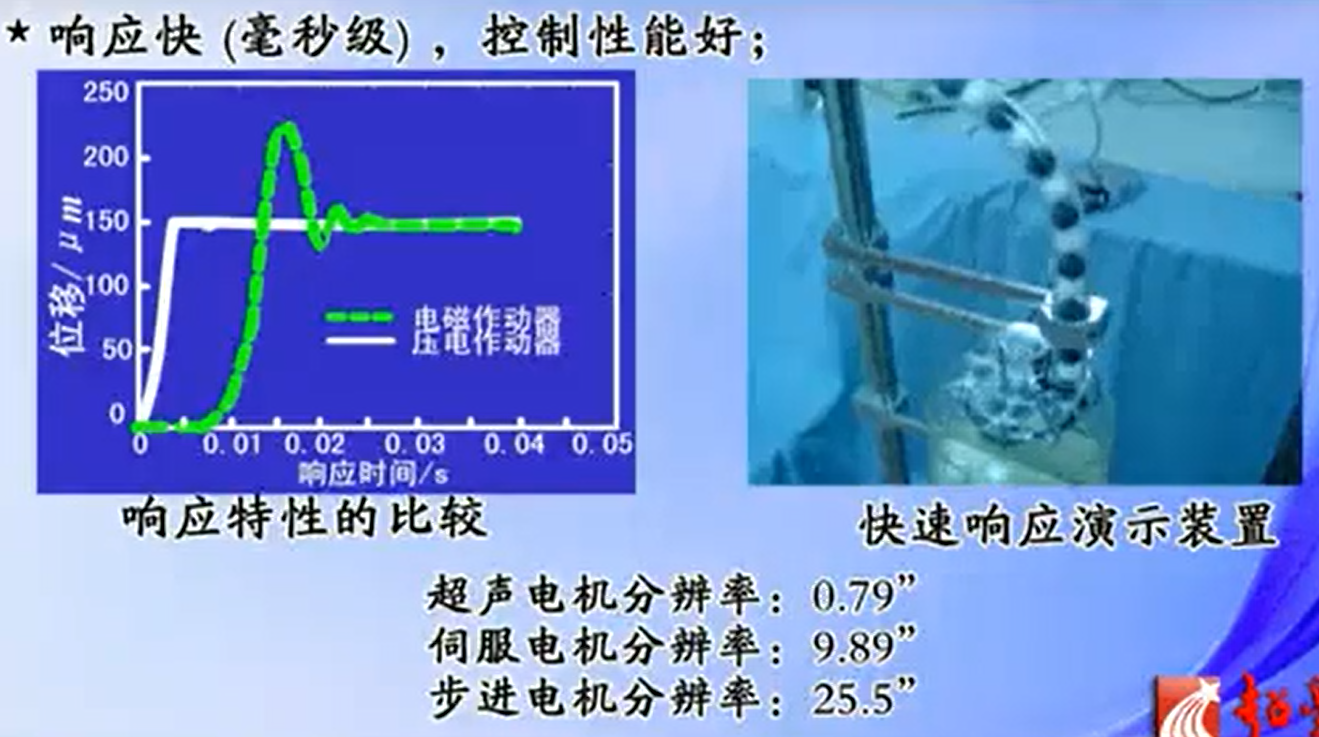 ★ 响应快 (毫秒级) ，控制性能好；
250
200
150
100
50
0
位移/μm
电磁作动器
压电作动器
0 0.01 0.02 0.03 0.04 0.05
响应时间/s
响应特性的比较
快速响应演示装置
超声电机分辨率：0.79”
伺服电机分辨率：9.89”
步进电机分辨率：25.5”
超